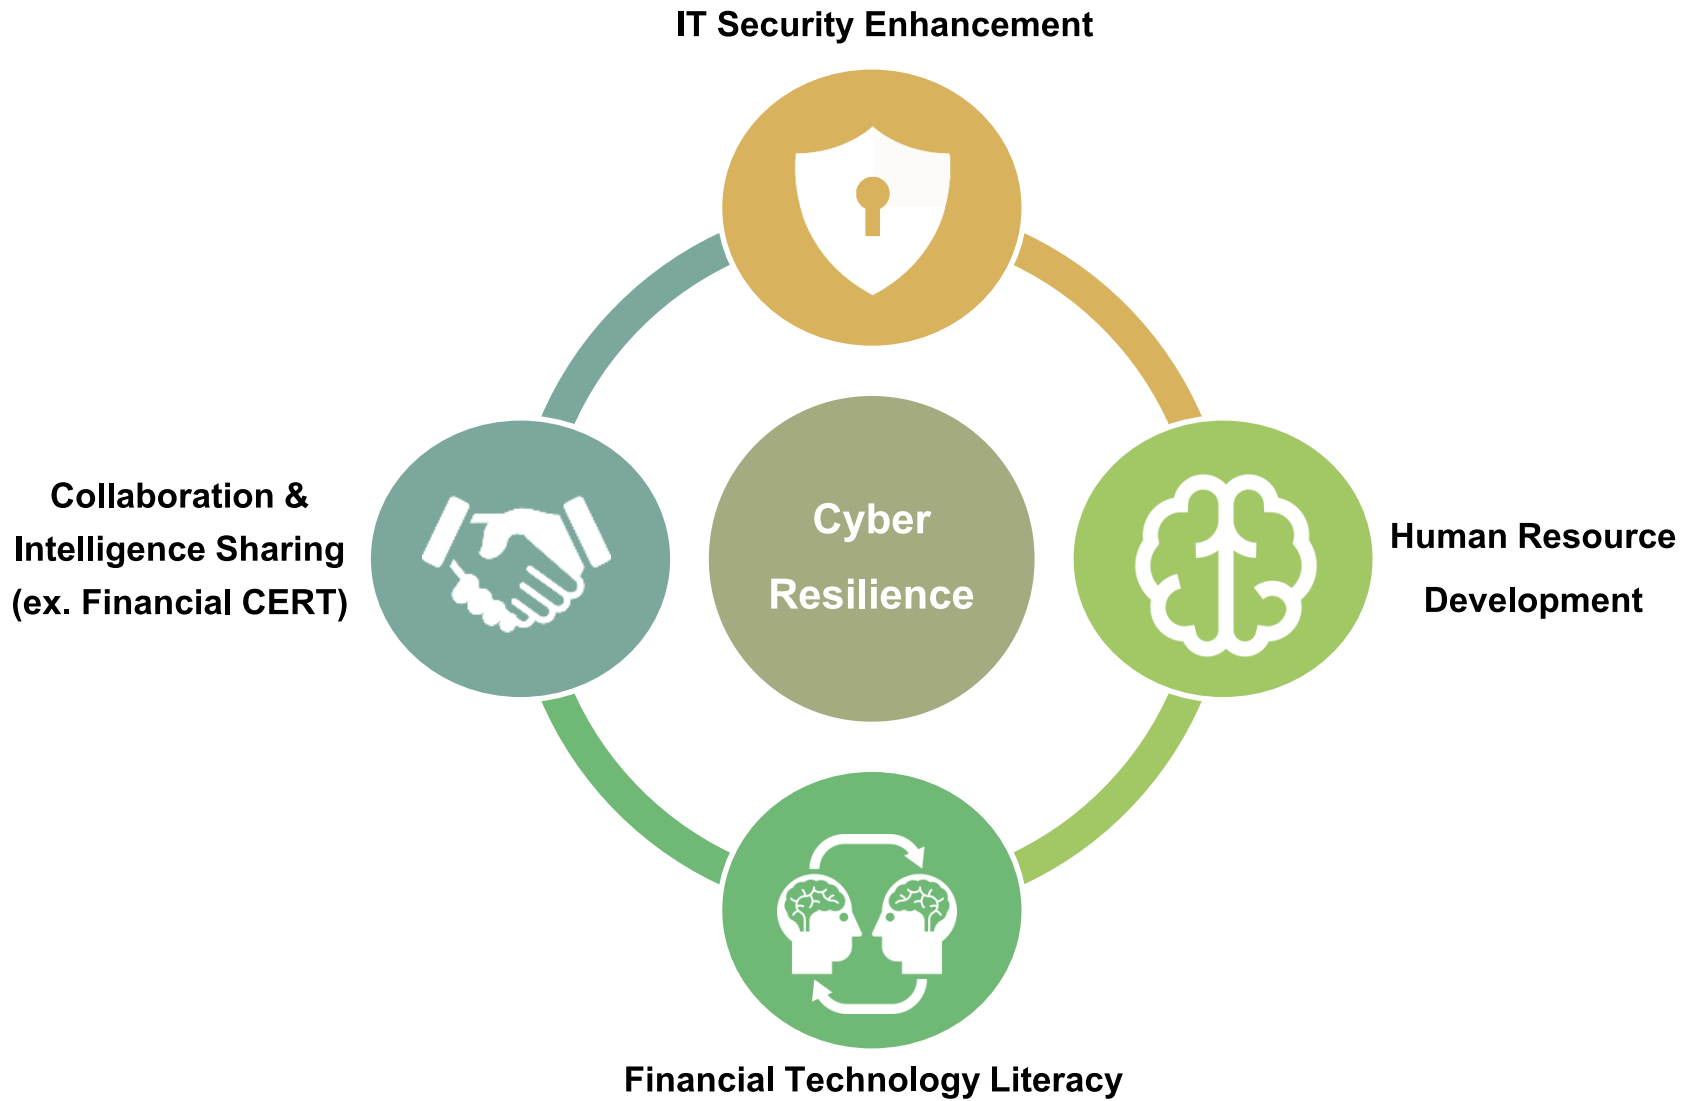 IT Security Enhancement
Collaboration &
Intelligence Sharing
(ex. Financial CERT)
Cyber
Resilience
Human Resource
Development
Financial Technology Literacy